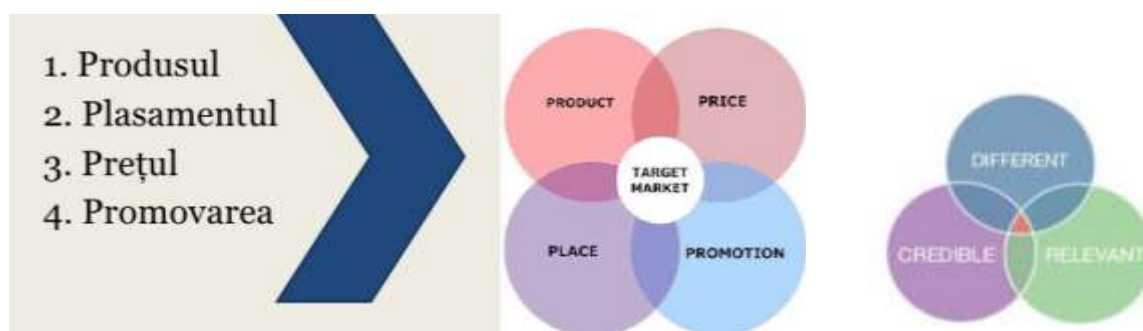 1. Produsul
2. Plasamentul
3. Prețul
4. Promovarea
PRODUCT
PRICE
TARGET
MARKET
PLACE
PROMOTION
DIFFERENT
CREDIBLE
RELEVANT